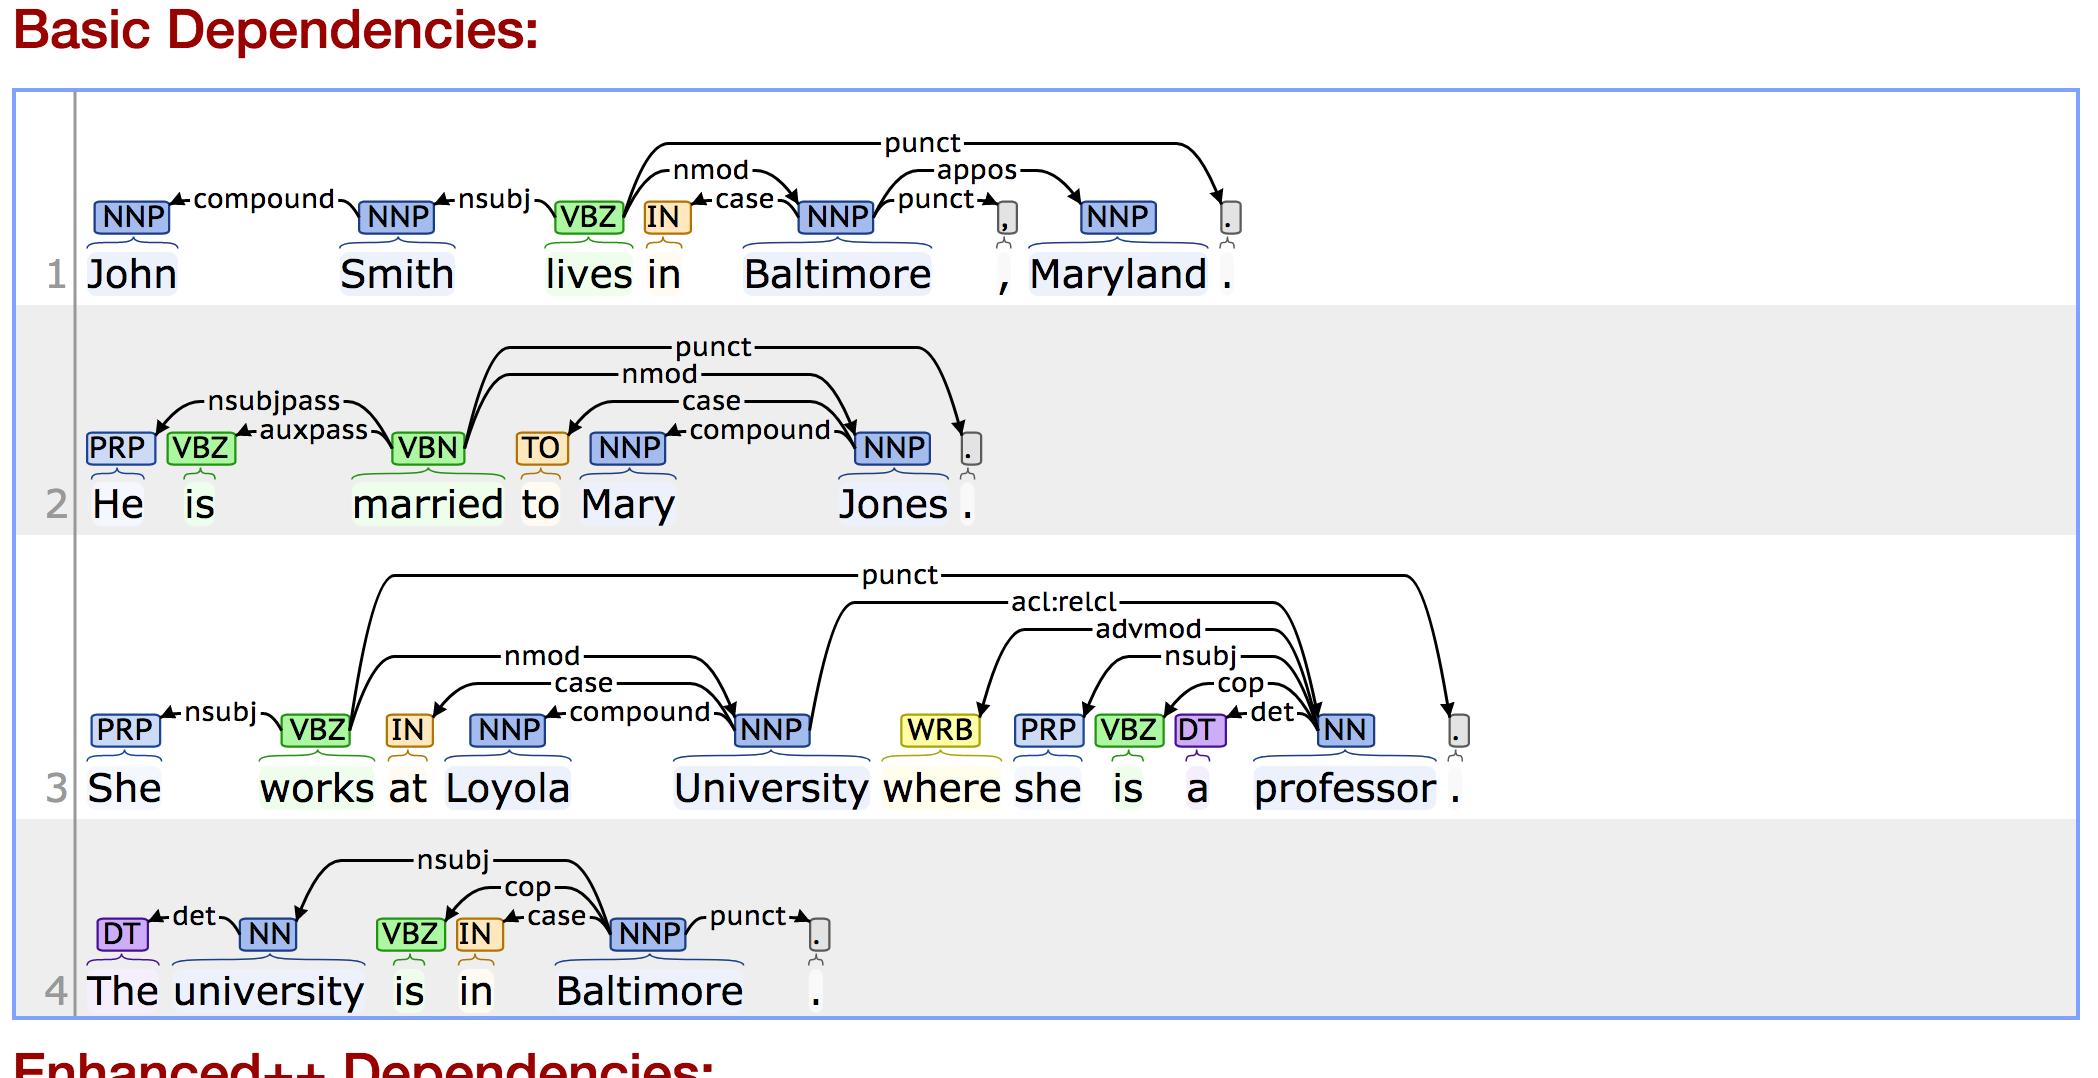 Basic Dependencies:
punct
nmod appos
compound nsubj case punct
NNP NNP VBZ IN NNP , NNP .
1 John Smith lives in Baltimore , Maryland .
punct
nmod
nsubjpass case
auxpass compound
PRP VBZ VBN TO NNP NNP .
2 He is married to Mary Jones .
punct
acl:relcl
advmod
nmod nsubj
case cop
nsubj compound det
PRP VBZ IN NNP NNP WRB PRP VBZ DT NN .
3 She works at Loyola University where she is a professor .
nsubj
cop
det case punct
DT NN VBZ IN NNP .
4 The university is in Baltimore .
Enhanced++ Dependencies: